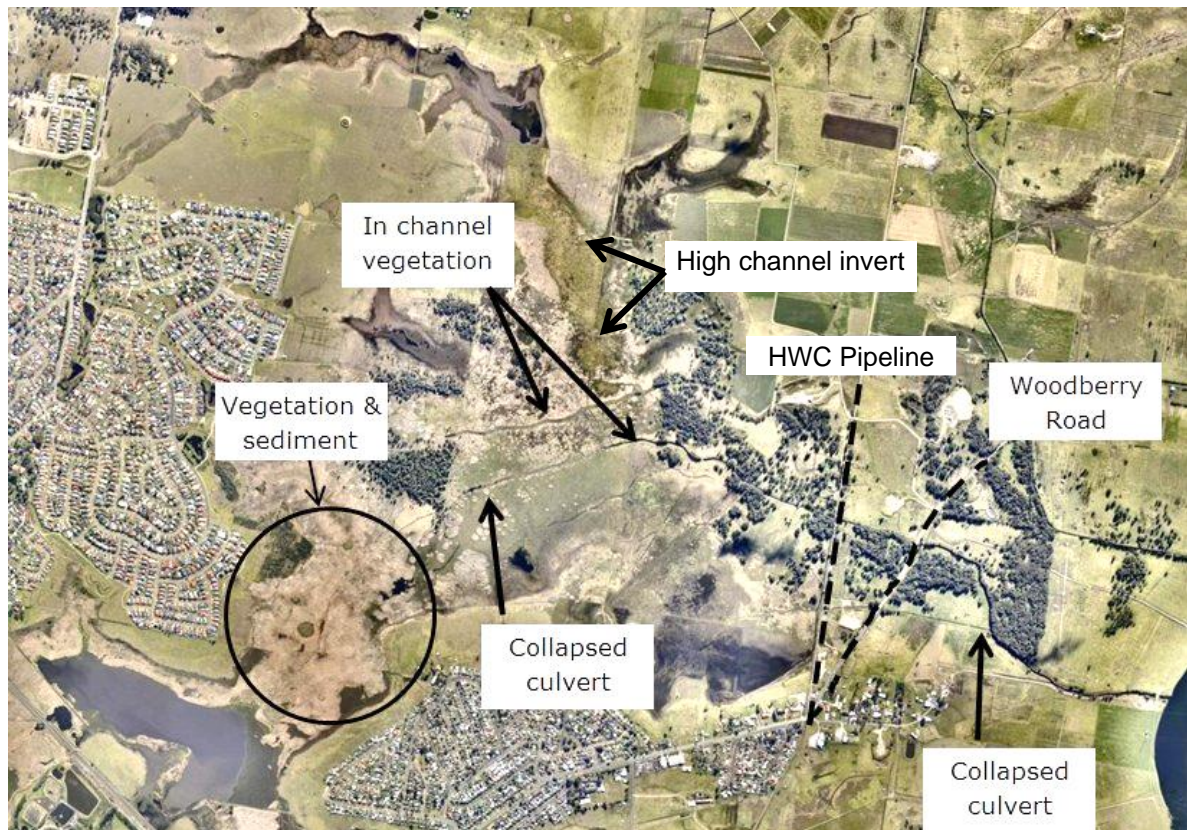 In channel
vegetation
High channel invert
HWC Pipeline
Woodberry
Road
Vegetation &
sediment
Collapsed
culvert
Collapsed
culvert